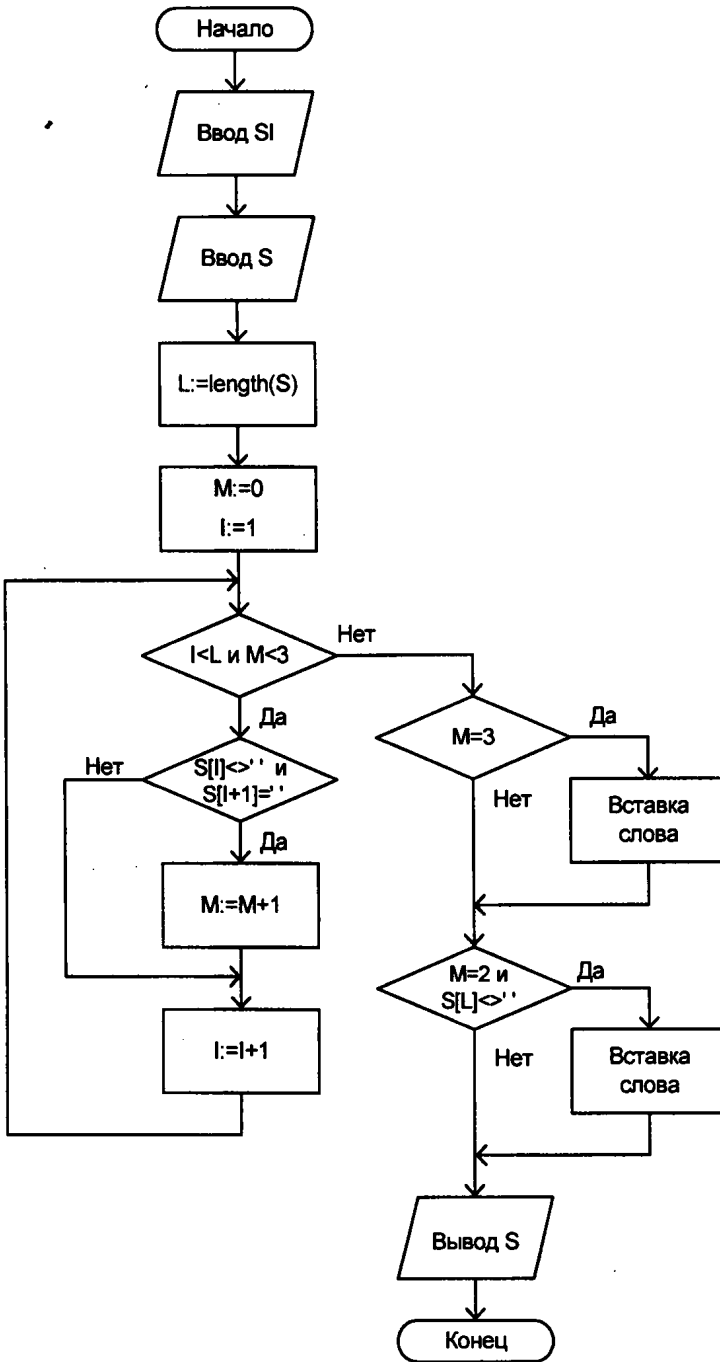 Начало
Ввод Sl
Ввод S
L:=length(S)
M:=0
I:=1
I<L и M<3
Нет
Да
S[I]<>' ' и
S[I+1]=' '
Нет
Да
M:=M+1
I:=I+1
M=3
Да
Нет
Вставка
слова
M=2 и
S[L]<>' '
Да
Нет
Вставка
слова
Вывод S
Конец